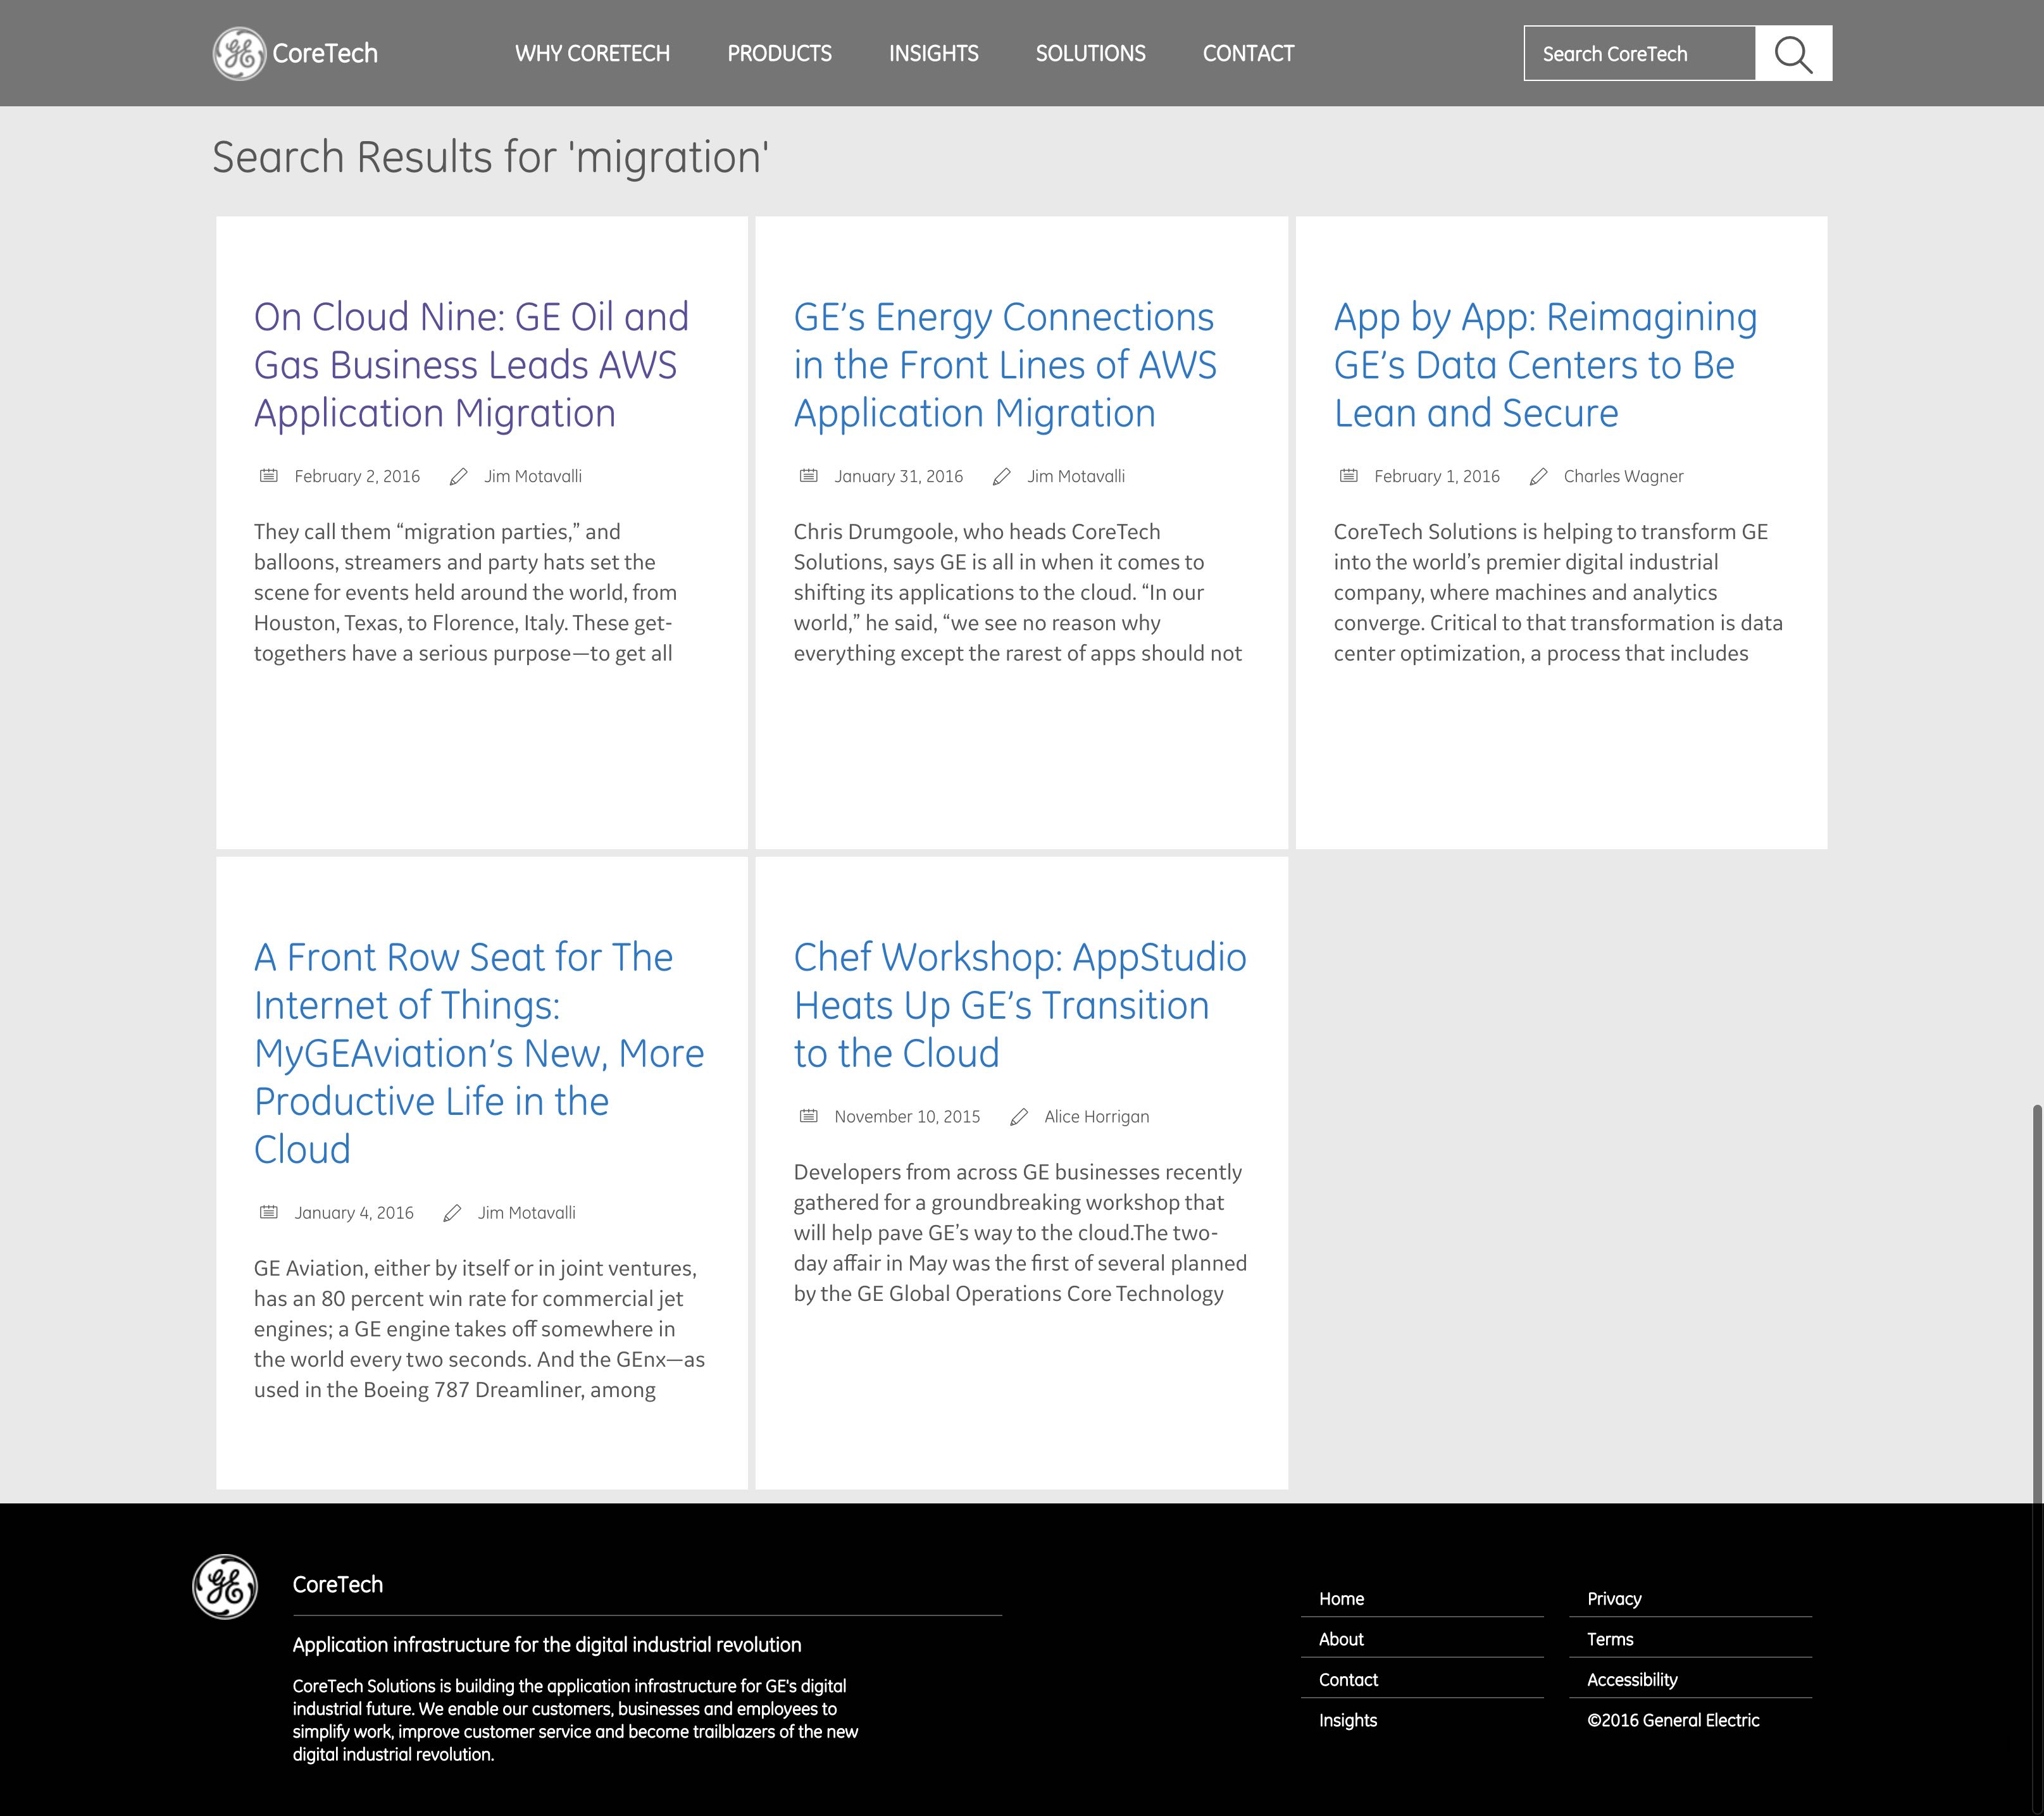 GE CoreTech
WHY CORETECH
PRODUCTS
INSIGHTS
SOLUTIONS
CONTACT
Search CoreTech
Search Results for 'migration'
On Cloud Nine: GE Oil and
Gas Business Leads AWS
Application Migration
February 2, 2016 Jim Motavalli
They call them “migration parties,” and
balloons, streamers and party hats set the
scene for events held around the world, from
Houston, Texas, to Florence, Italy. These get-
togethers have a serious purpose—to get all
GE’s Energy Connections
in the Front Lines of AWS
Application Migration
January 31, 2016 Jim Motavalli
Chris Drumgoole, who heads CoreTech
Solutions, says GE is all in when it comes to
shifting its applications to the cloud. “In our
world,” he said, “we see no reason why
everything except the rarest of apps should not
App by App: Reimagining
GE’s Data Centers to Be
Lean and Secure
February 1, 2016 Charles Wagner
CoreTech Solutions is helping to transform GE
into the world’s premier digital industrial
company, where machines and analytics
converge. Critical to that transformation is data
center optimization, a process that includes
A Front Row Seat for The
Internet of Things:
MyGEAviation’s New, More
Productive Life in the
Cloud
January 4, 2016 Jim Motavalli
GE Aviation, either by itself or in joint ventures,
has an 80 percent win rate for commercial jet
engines; a GE engine takes off somewhere in
the world every two seconds. And the GEnx—as
used in the Boeing 787 Dreamliner, among
Chef Workshop: AppStudio
Heats Up GE’s Transition
to the Cloud
November 10, 2015 Alice Horrigan
Developers from across GE businesses recently
gathered for a groundbreaking workshop that
will help pave GE’s way to the cloud.The two-
day affair in May was the first of several planned
by the GE Global Operations Core Technology
GE
CoreTech
Application infrastructure for the digital industrial revolution
CoreTech Solutions is building the application infrastructure for GE's digital
industrial future. We enable our customers, businesses and employees to
simplify work, improve customer service and become trailblazers of the new
digital industrial revolution.
Home
About
Contact
Insights
Privacy
Terms
Accessibility
©2016 General Electric